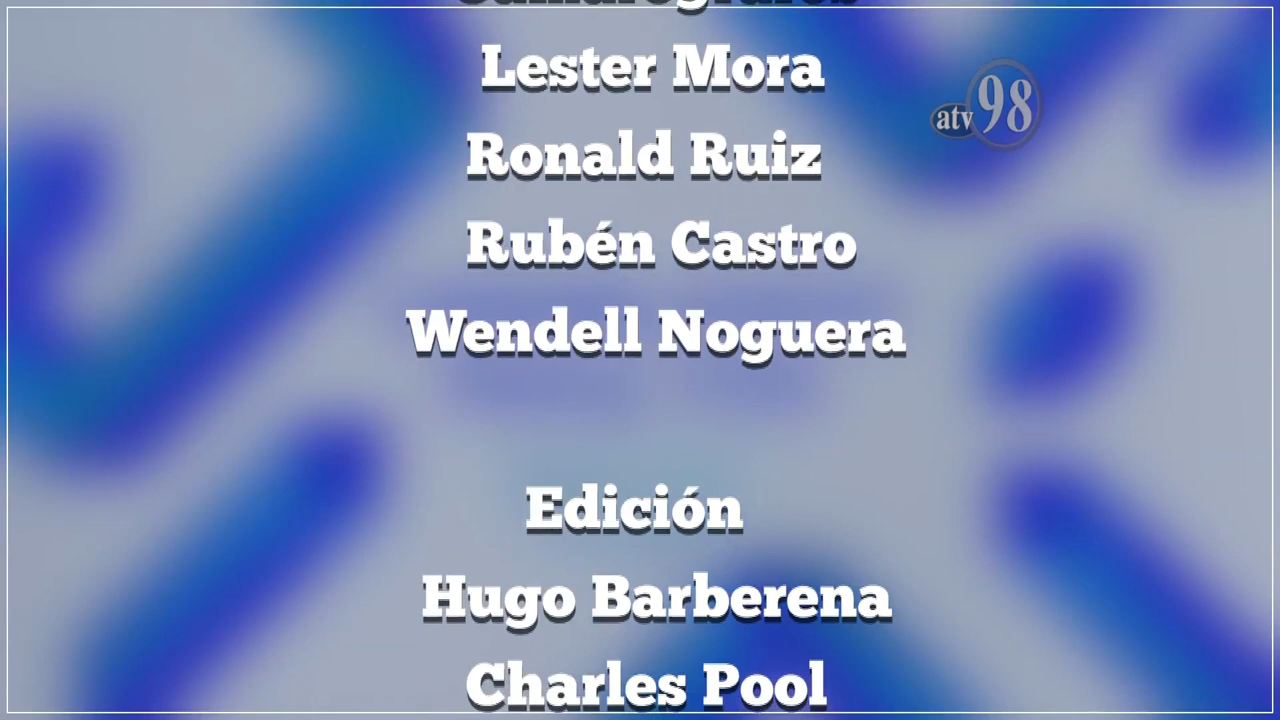 Lester Mora
atv 98
Ronald Ruiz
Rubén Castro
Wendell Noguera
Edición
Hugo Barberena
Charles Pool